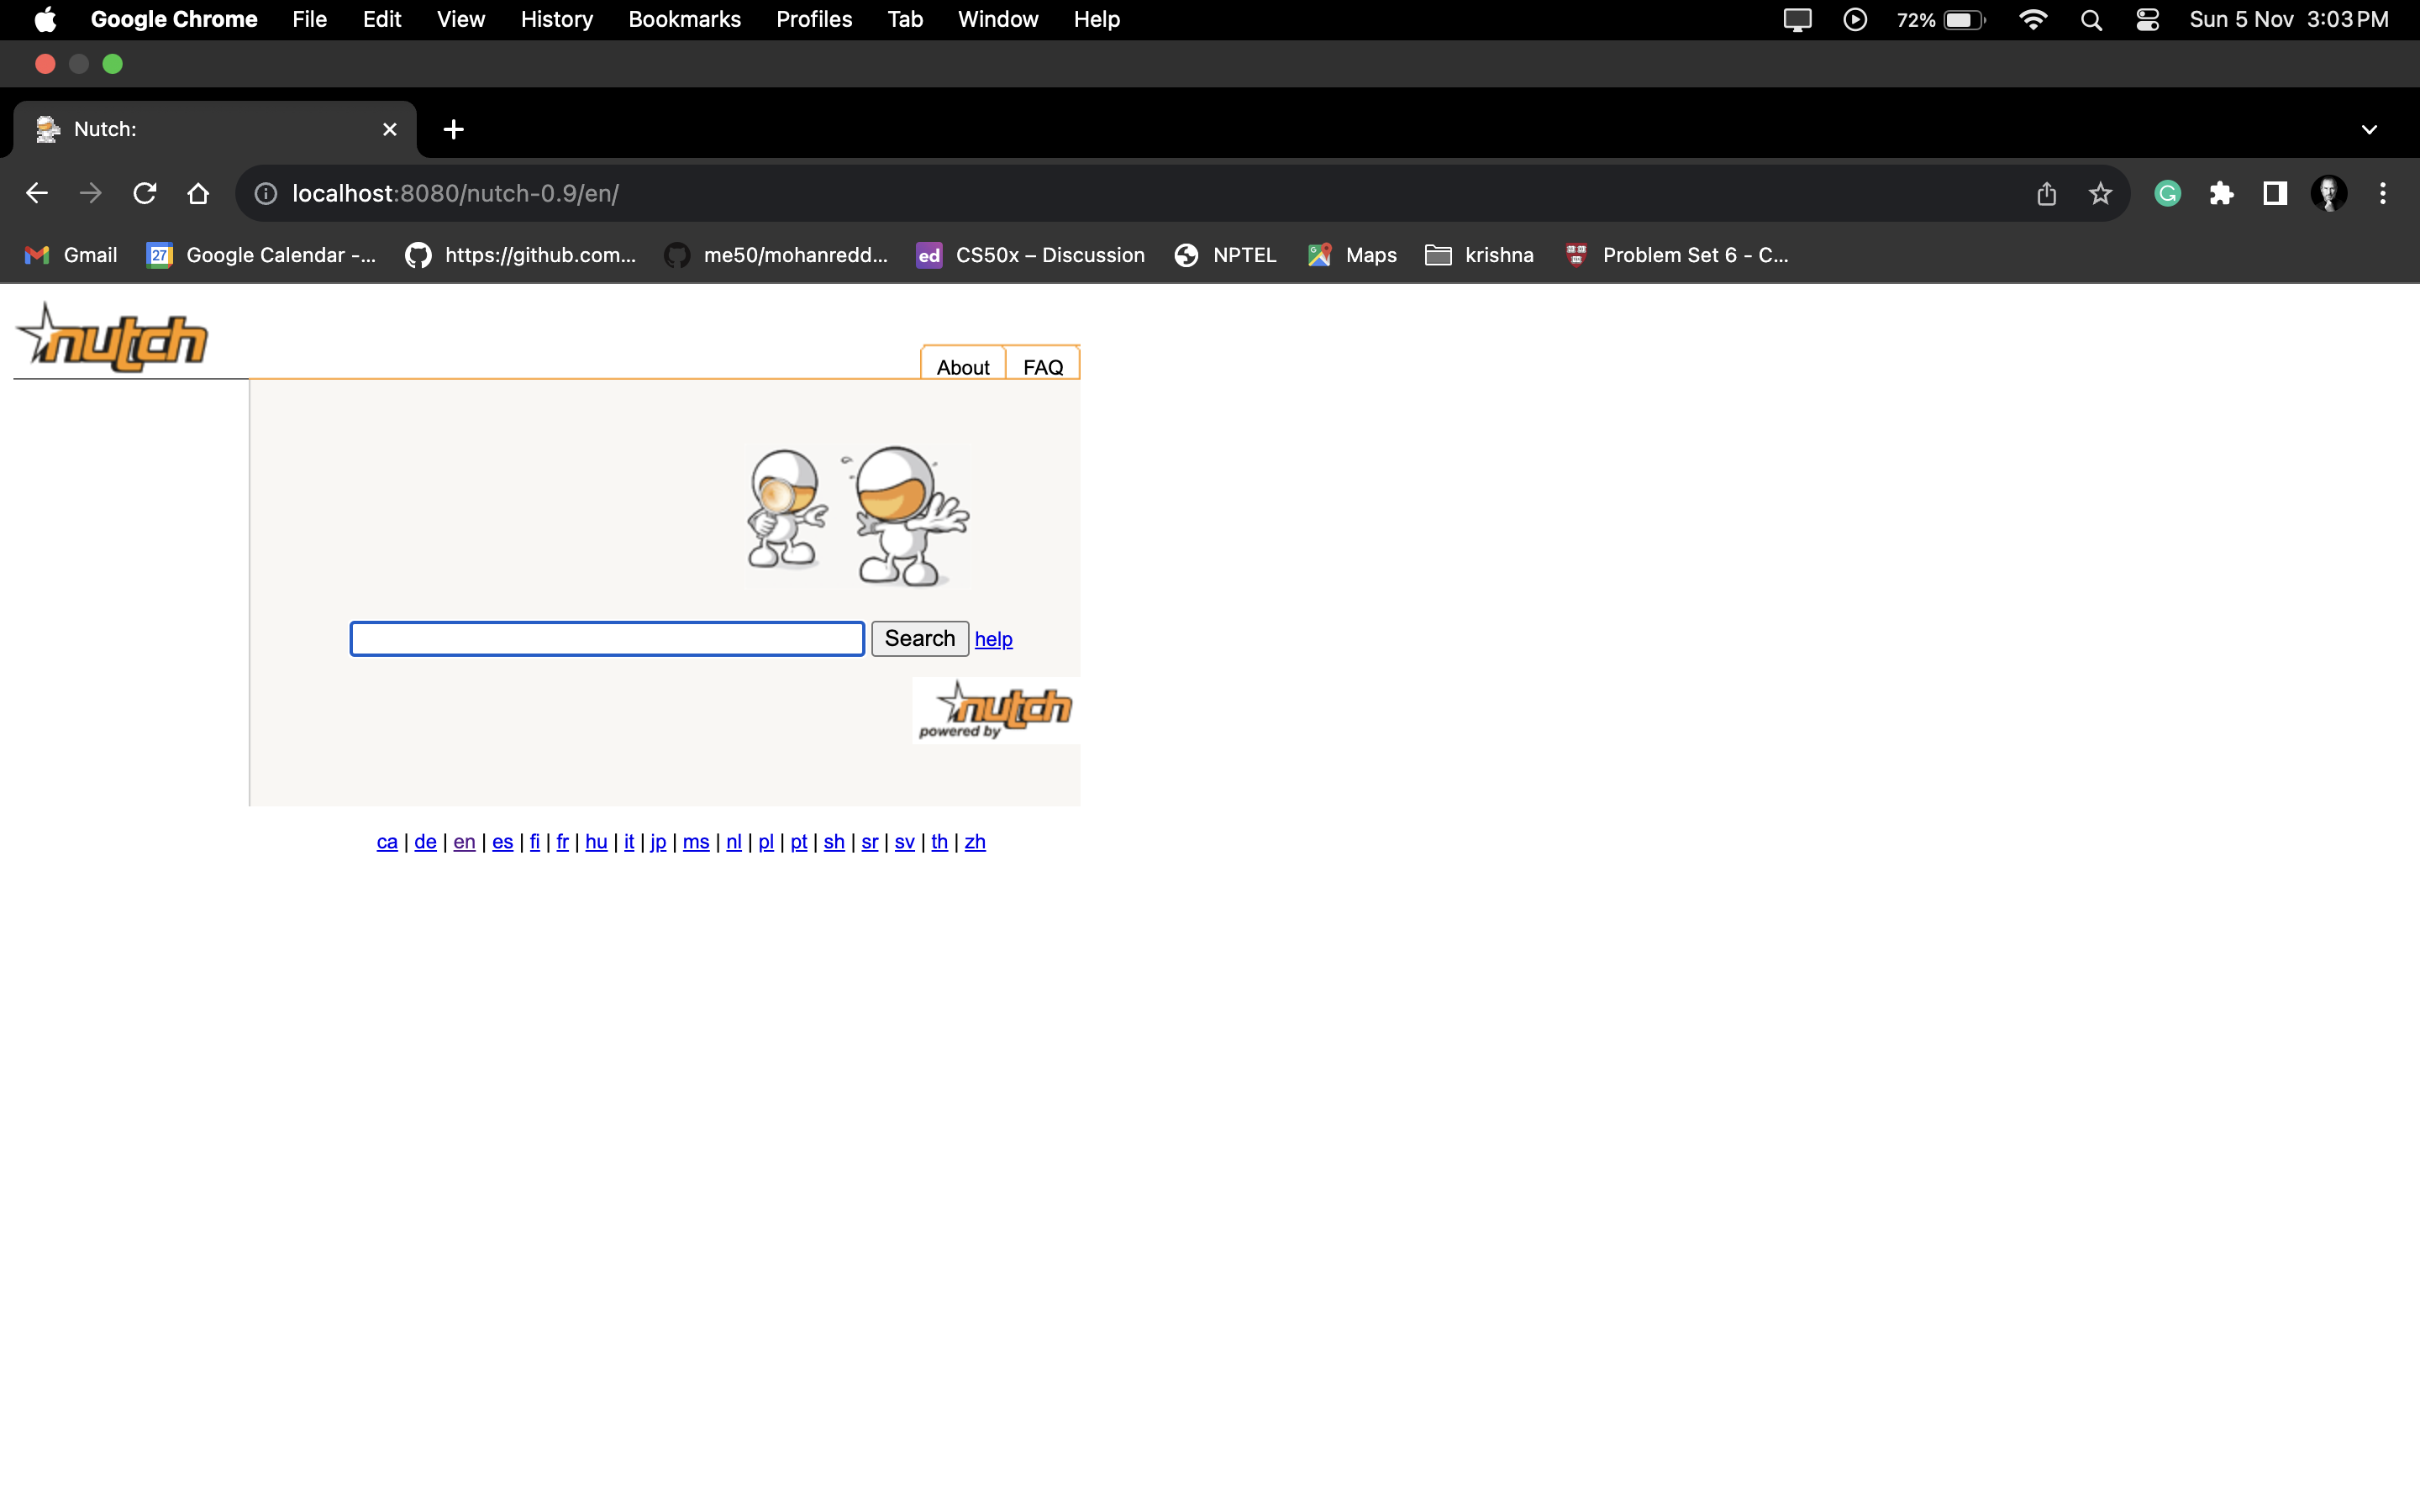 Google Chrome File Edit View History Bookmarks Profiles Tab Window Help 72% Sun 5 Nov 3:03 PM
Nutch:
localhost:8080/nutch-0.9/en/
Gmail 27 Google Calendar -... https://github.com... me50/mohanredd... ed CS50x – Discussion NPTEL Maps krishna Problem Set 6 - C...
nutch
About FAQ
Search help
nutch
powered by
ca | de | en | es | fi | fr | hu | it | jp | ms | nl | pl | pt | sh | sr | sv | th | zh